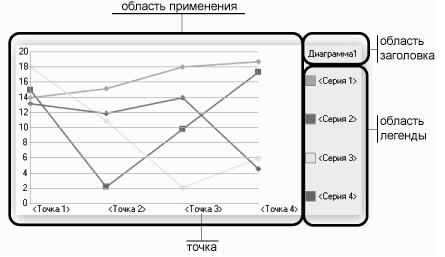 область применения
20
18
16
14
12
10
8
6
4
2
0
<Точка 1>
<Точка 2>
<Точка 3>
<Точка 4>
точка
Диаграмма1
область
заголовка
<Серия 1>
<Серия 2>
<Серия 3>
<Серия 4>
область
легенды